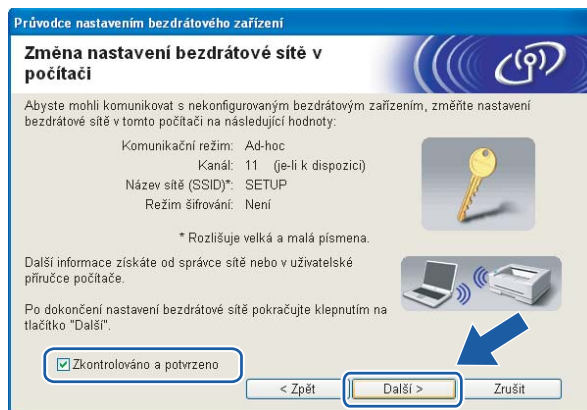 Průvodce nastavením bezdrátového zařízení
Změna nastavení bezdrátové sítě v
počítači
Abyste mohli komunikovat s nekonfigurovaným bezdrátovým zařízením, změňte nastavení
bezdrátové sítě v tomto počítači na následující hodnoty:
Komunikační režim: Ad-hoc
Kanál: 11 (je-li k dispozici)
Název sítě (SSID)*: SETUP
Režim šifrování: Není
* Rozlišuje velká a malá písmena.
Další informace získáte od správce sítě nebo v uživatelské
příručce počítače.
Po dokončení nastavení bezdrátové sítě pokračujte klepnutím na
tlačítko "Další".
Zkontrolováno a potvrzeno
< Zpět Další > Zrušit